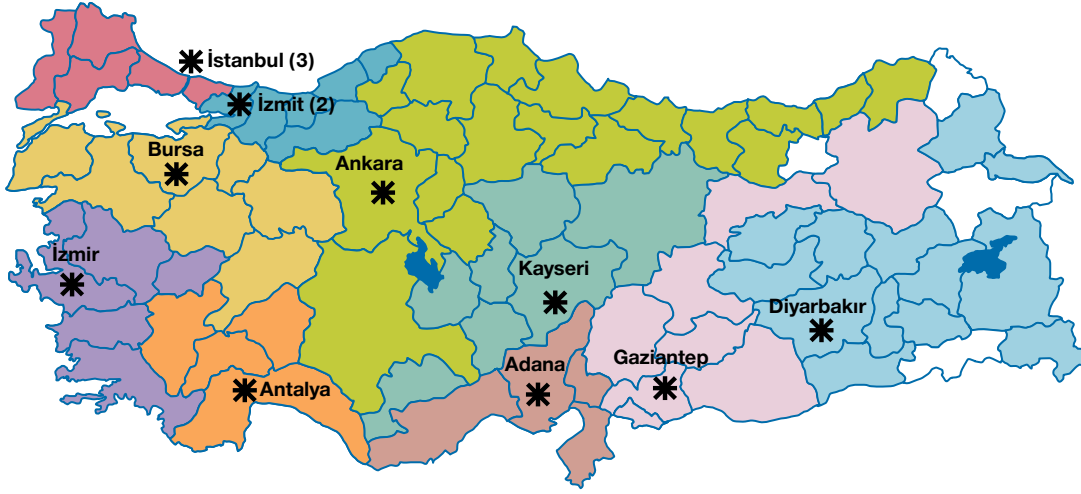 İstanbul (3)
İzmit (2)
Bursa
Ankara
İzmir
Kayseri
Diyarbakır
Gaziantep
Adana
Antalya